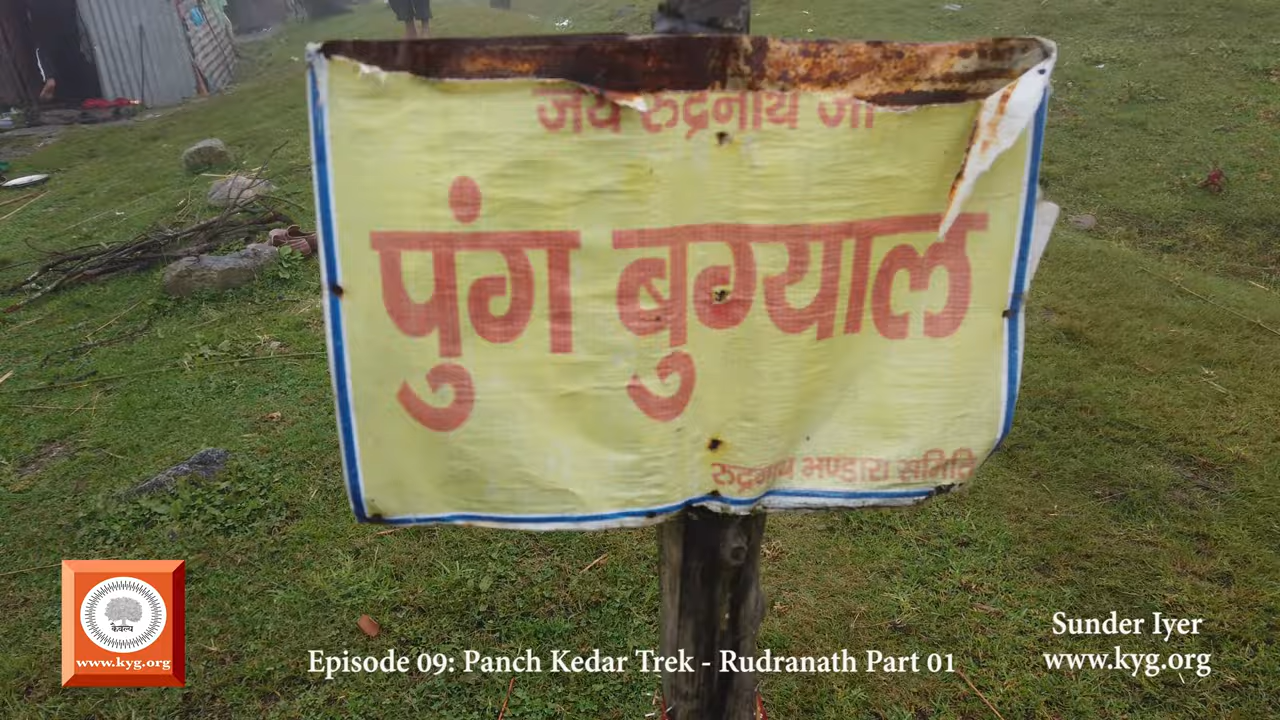 जय रुद्रनाथ जी
पुंग बुग्याल
रुद्रनाथ भण्डारा समिति
कैवल्य
www.kyg.org
Episode 09: Panch Kedar Trek - Rudranath Part 01
Sunder Iyer
www.kyg.org